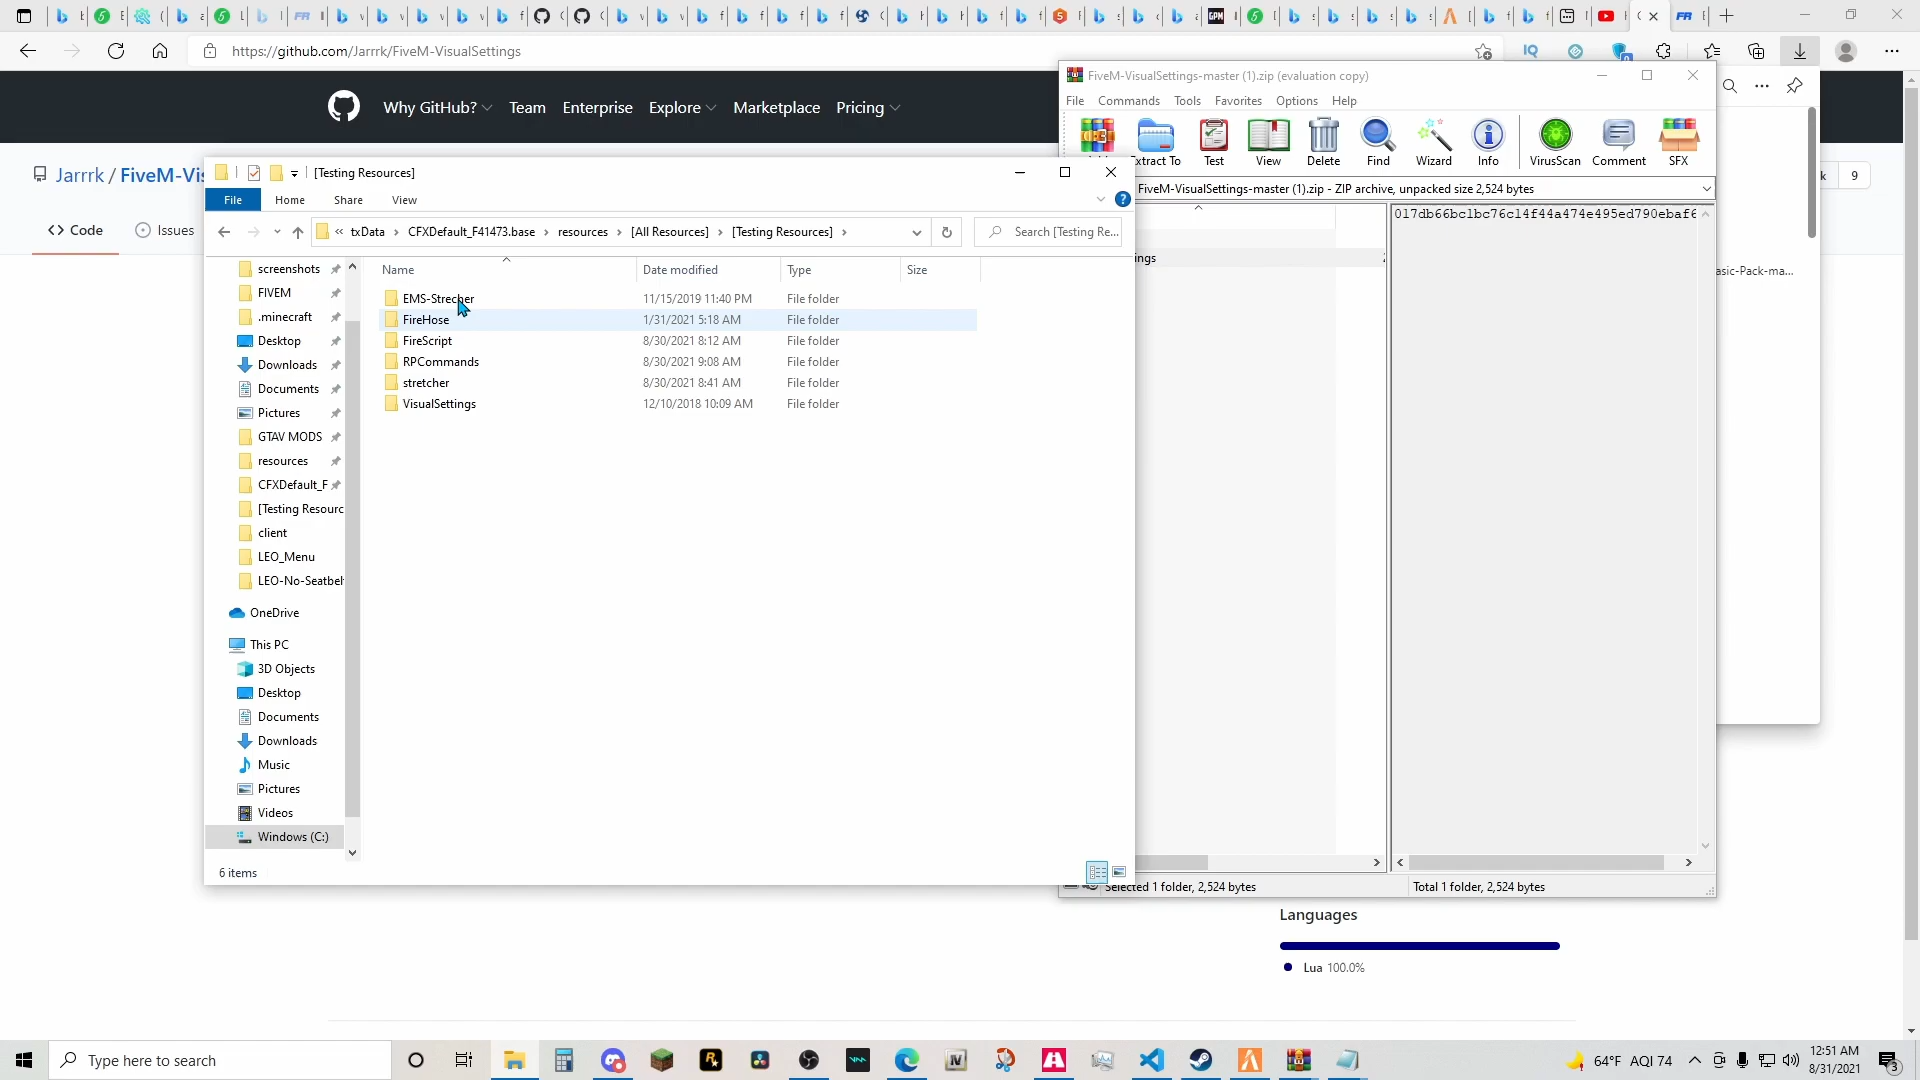 https://github.com/Jarrrk/FiveM-VisualSettings
Why GitHub?
Team
Enterprise
Explore
Marketplace
Pricing
Jarrrk / FiveM-Vis
9
Code
Issues
[Testing Resources]
File
Home
Share
View
« txData
CFXDefault_F41473.base
resources
[All Resources]
[Testing Resources]
Search [Testing Re...
Name
Date modified
Type
Size
EMS-Strecher 11/15/2019 11:40 PM File folder
FireHose 1/31/2021 5:18 AM File folder
FireScript 8/30/2021 8:12 AM File folder
RPCommands 8/30/2021 9:08 AM File folder
stretcher 8/30/2021 8:41 AM File folder
VisualSettings 12/10/2018 10:09 AM File folder
screenshots
FIVEM
.minecraft
Desktop
Downloads
Documents
Pictures
GTAV MODS
resources
CFXDefault_F
[Testing Resourc
client
LEO_Menu
LEO-No-Seatbel
OneDrive
This PC
3D Objects
Desktop
Documents
Downloads
Music
Pictures
Videos
Windows (C:)
6 items
FiveM-VisualSettings-master (1).zip (evaluation copy)
File
Commands
Tools
Favorites
Options
Help
xtract To
Test
View
Delete
Find
Wizard
Info
VirusScan
Comment
SFX
FiveM-VisualSettings-master (1).zip - ZIP archive, unpacked size 2,524 bytes
017db66bc1bc76c14f44a474e495ed790ebaf6
ings
Selected 1 folder, 2,524 bytes
Total 1 folder, 2,524 bytes
asic-Pack-ma...
Languages
Lua 100.0%
Type here to search
64°F AQI 74
12:51 AM
8/31/2021
3